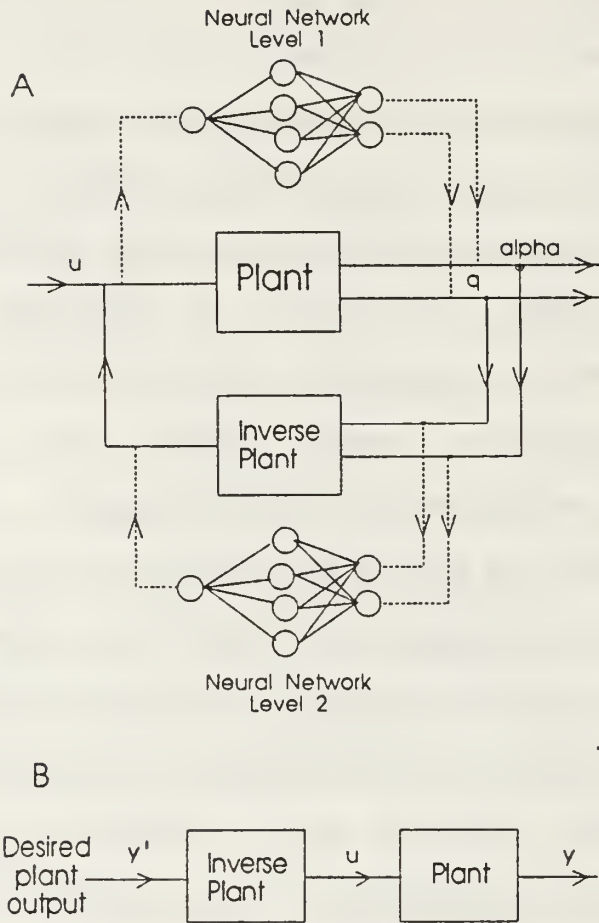 Neural Network
Level 1
A
u
Plant
alpha
q
Inverse
Plant
Neural Network
Level 2
B
Desired
plant
output
y'
Inverse
Plant
u
Plant
y